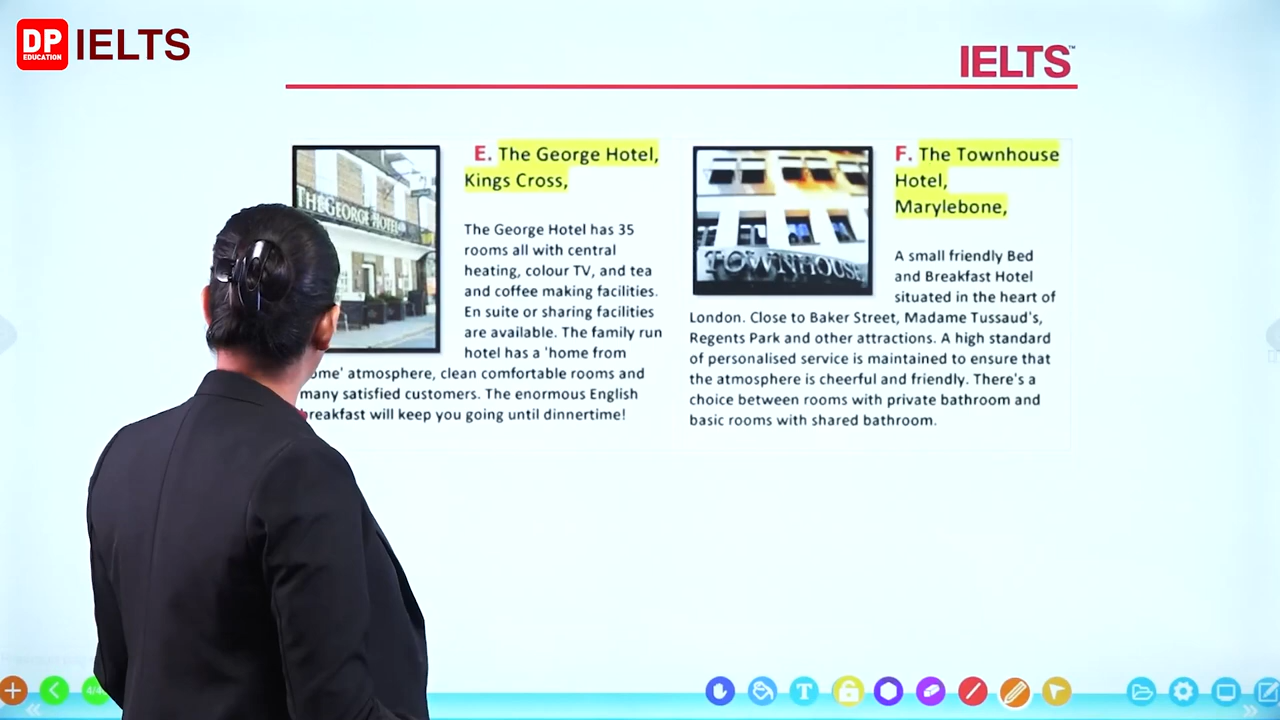 DP
EDUCATION
IELTS
IELTS™
E. The George Hotel,
Kings Cross,
The George Hotel has 35
rooms all with central
heating, colour TV, and tea
and coffee making facilities.
En suite or sharing facilities
are available. The family run
hotel has a 'home from
ome' atmosphere, clean comfortable rooms and
many satisfied customers. The enormous English
breakfast will keep you going until dinnertime!
THE GEORGE HOTEL
F. The Townhouse
Hotel,
Marylebone,
A small friendly Bed
and Breakfast Hotel
situated in the heart of
London. Close to Baker Street, Madame Tussaud's,
Regents Park and other attractions. A high standard
of personalised service is maintained to ensure that
the atmosphere is cheerful and friendly. There's a
choice between rooms with private bathroom and
basic rooms with shared bathroom.
TOWNHOUSE
T